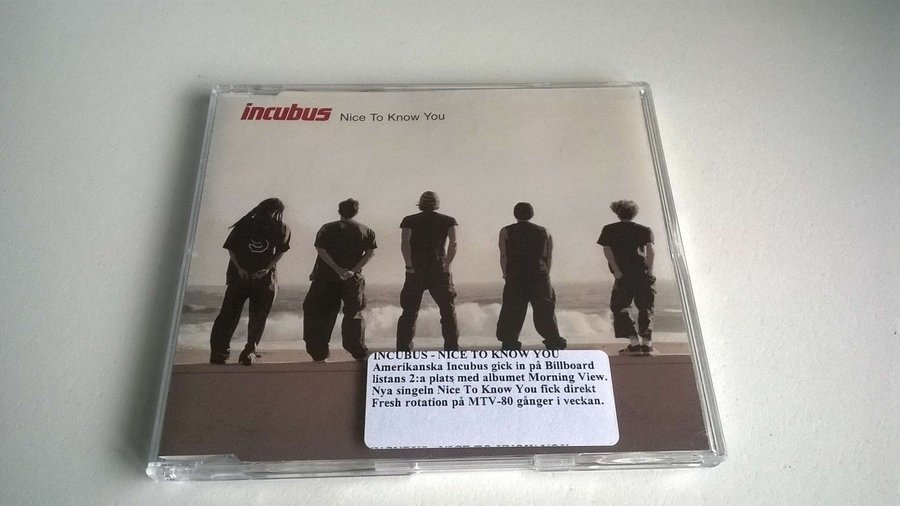 incubus Nice To Know You
INCUBUS - NICE TO KNOW YOU
Amerikanska Incubus gick in på Billboard
listans 2:a plats med albumet Morning View.
Nya singeln Nice To Know You fick direkt
Fresh rotation på MTV-80 gånger i veckan.